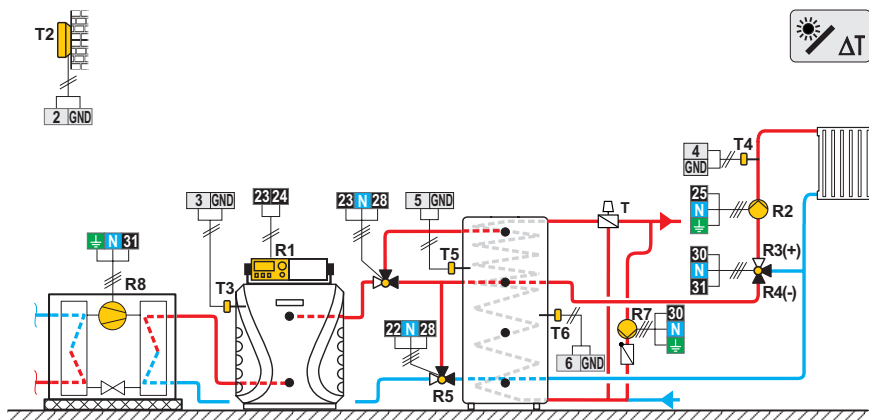 T2
2 GND
ΔT
4
GND
T4
3 GND
23 24
23 N 28
5 GND
25
N
R2
T
R1
T5
N 31
R8
T3
R3(+)
30
N
31
R4(-)
R7
30
N
22 N 28
T6
6 GND
R5